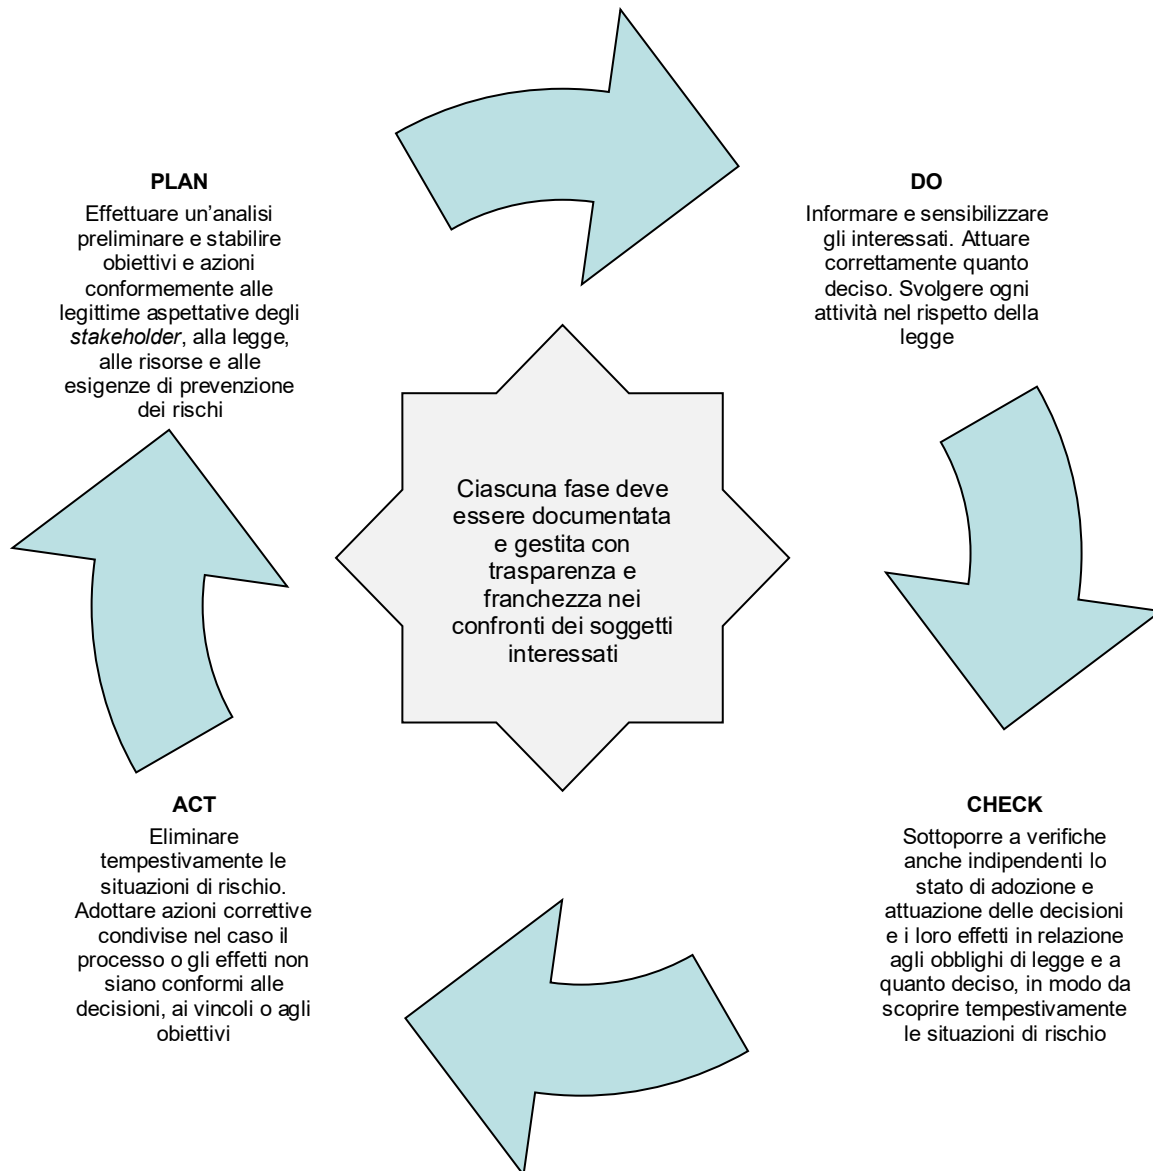 PLAN
Effettuare un’analisi
preliminare e stabilire
obiettivi e azioni
conformemente alle
legittime aspettative degli
stakeholder, alla legge,
alle risorse e alle
esigenze di prevenzione
dei rischi
DO
Informare e sensibilizzare
gli interessati. Attuare
correttamente quanto
deciso. Svolgere ogni
attività nel rispetto della
legge
Ciascuna fase deve
essere documentata
e gestita con
trasparenza e
franchezza nei
confronti dei soggetti
interessati
ACT
Eliminare
tempestivamente le
situazioni di rischio.
Adottare azioni correttive
condivise nel caso il
processo o gli effetti non
siano conformi alle
decisioni, ai vincoli o agli
obiettivi
CHECK
Sottoporre a verifiche
anche indipendenti lo
stato di adozione e
attuazione delle decisioni
e i loro effetti in relazione
agli obblighi di legge e a
quanto deciso, in modo da
scoprire tempestivamente
le situazioni di rischio